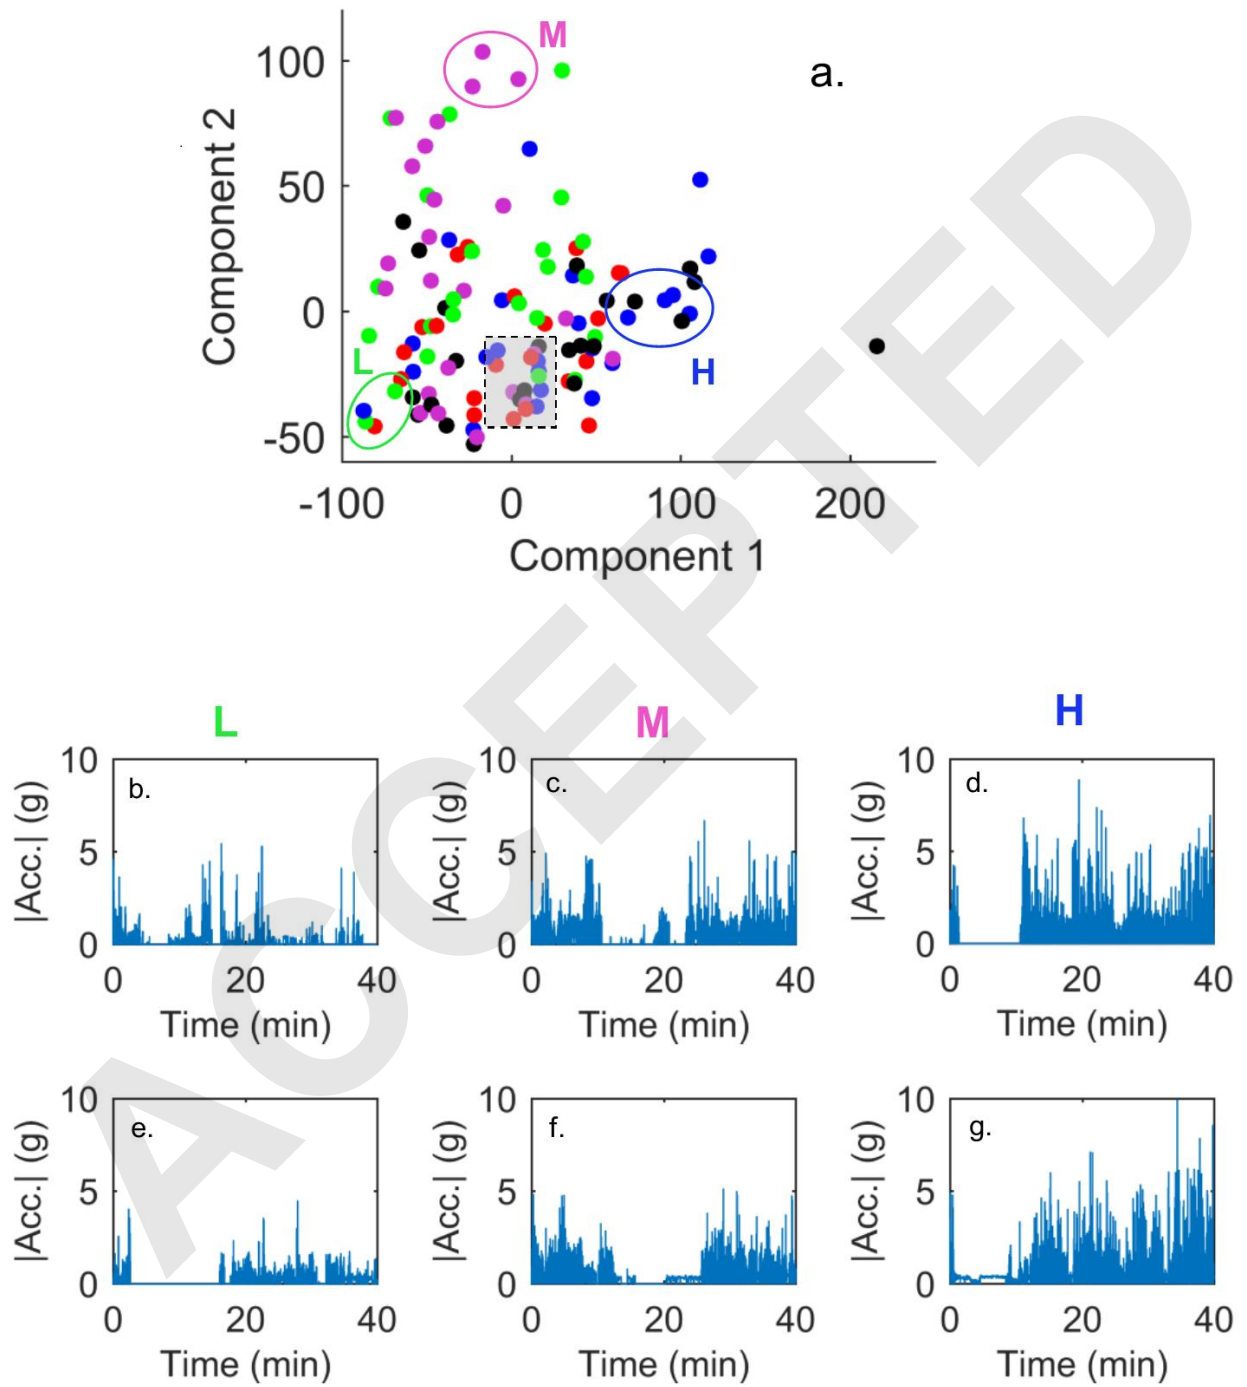 M
a.
100
50
0
-50
Component 2
L
H
-100 0 100 200
Component 1
L M H
10 5 0
|Acc.| (g)
b.
0 20 40
Time (min)
10 5 0
|Acc.| (g)
c.
0 20 40
Time (min)
10 5 0
|Acc.| (g)
d.
0 20 40
Time (min)
10 5 0
|Acc.| (g)
e.
0 20 40
Time (min)
10 5 0
|Acc.| (g)
f.
0 20 40
Time (min)
10 5 0
|Acc.| (g)
g.
0 20 40
Time (min)
ACCEPTED